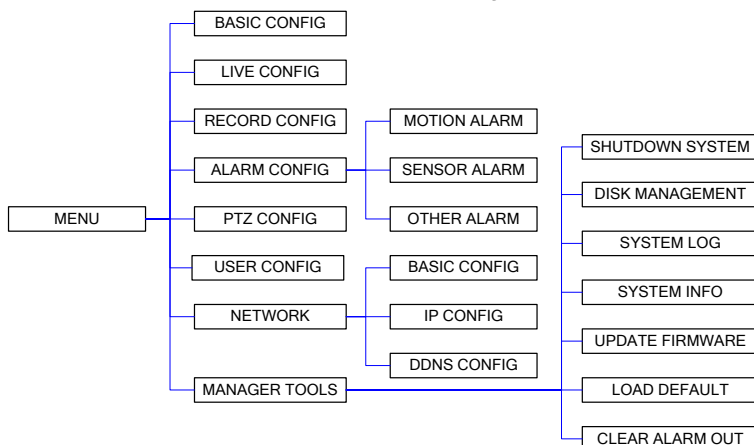 BASIC CONFIG
LIVE CONFIG
RECORD CONFIG
ALARM CONFIG
PTZ CONFIG
USER CONFIG
NETWORK
MANAGER TOOLS
MENU
MOTION ALARM
SENSOR ALARM
OTHER ALARM
BASIC CONFIG
IP CONFIG
DDNS CONFIG
SHUTDOWN SYSTEM
DISK MANAGEMENT
SYSTEM LOG
SYSTEM INFO
UPDATE FIRMWARE
LOAD DEFAULT
CLEAR ALARM OUT